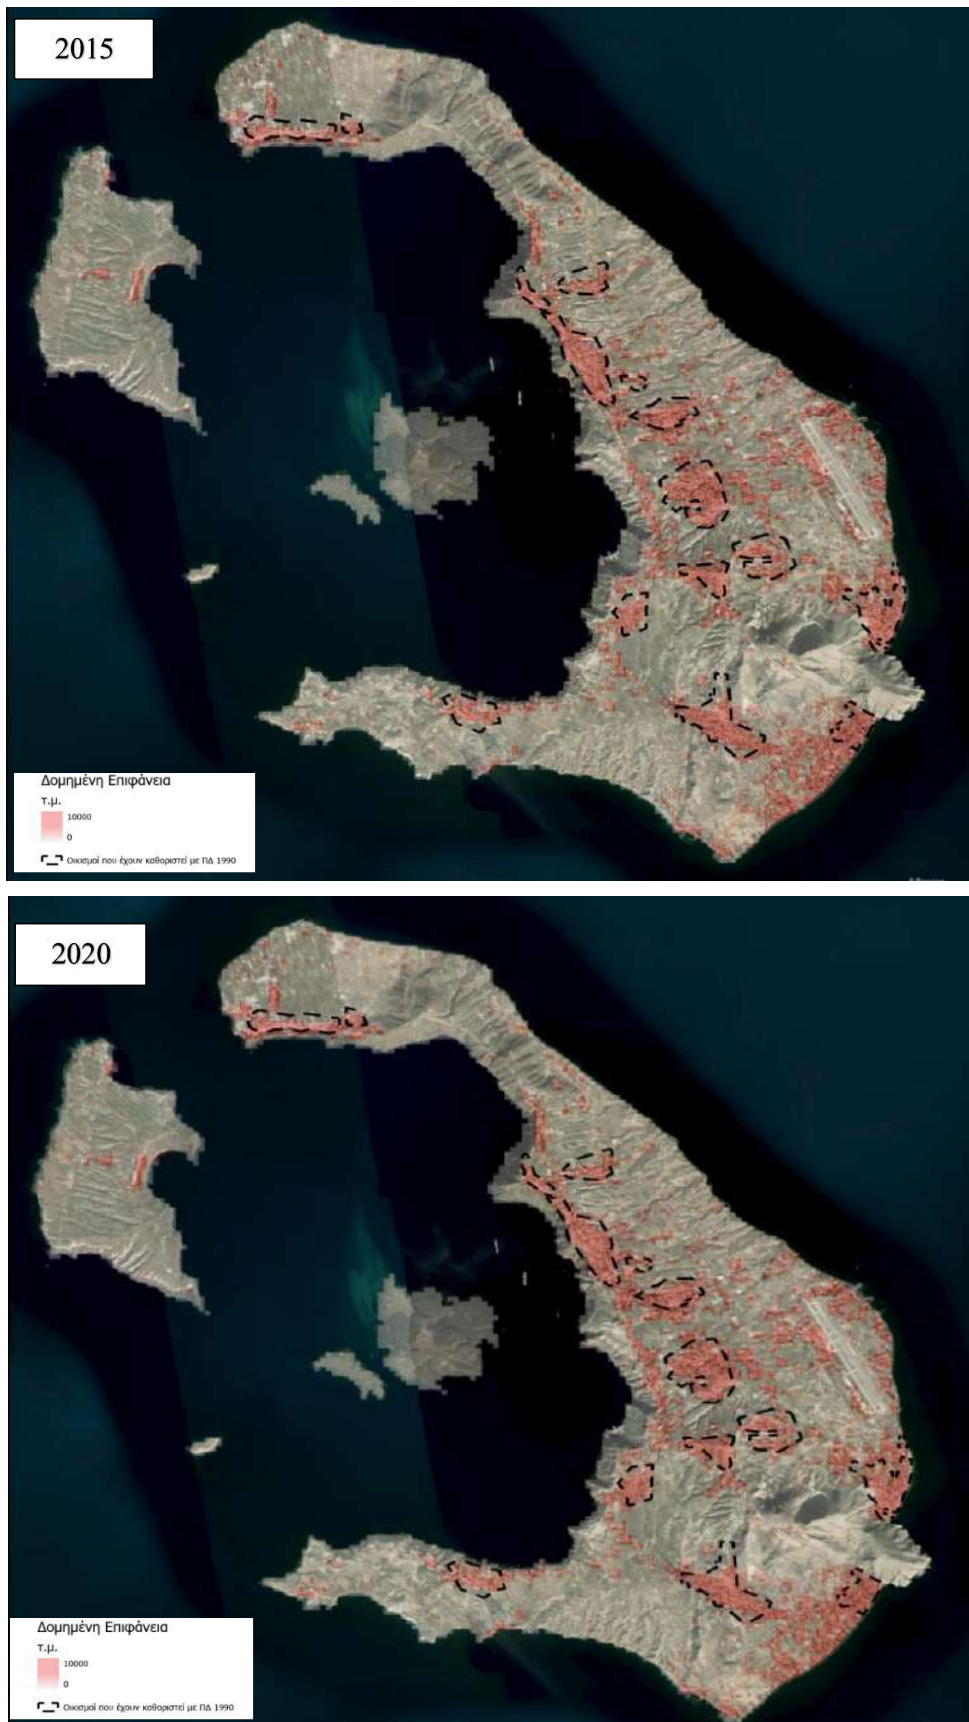 2015
Δομημένη Επιφάνεια
τ.μ.
10000
0
Οικισμοί που έχουν καθοριστεί με ΠΔ 1990
2020
Δομημένη Επιφάνεια
τ.μ.
10000
0
Οικισμοί που έχουν καθοριστεί με ΠΔ 1990